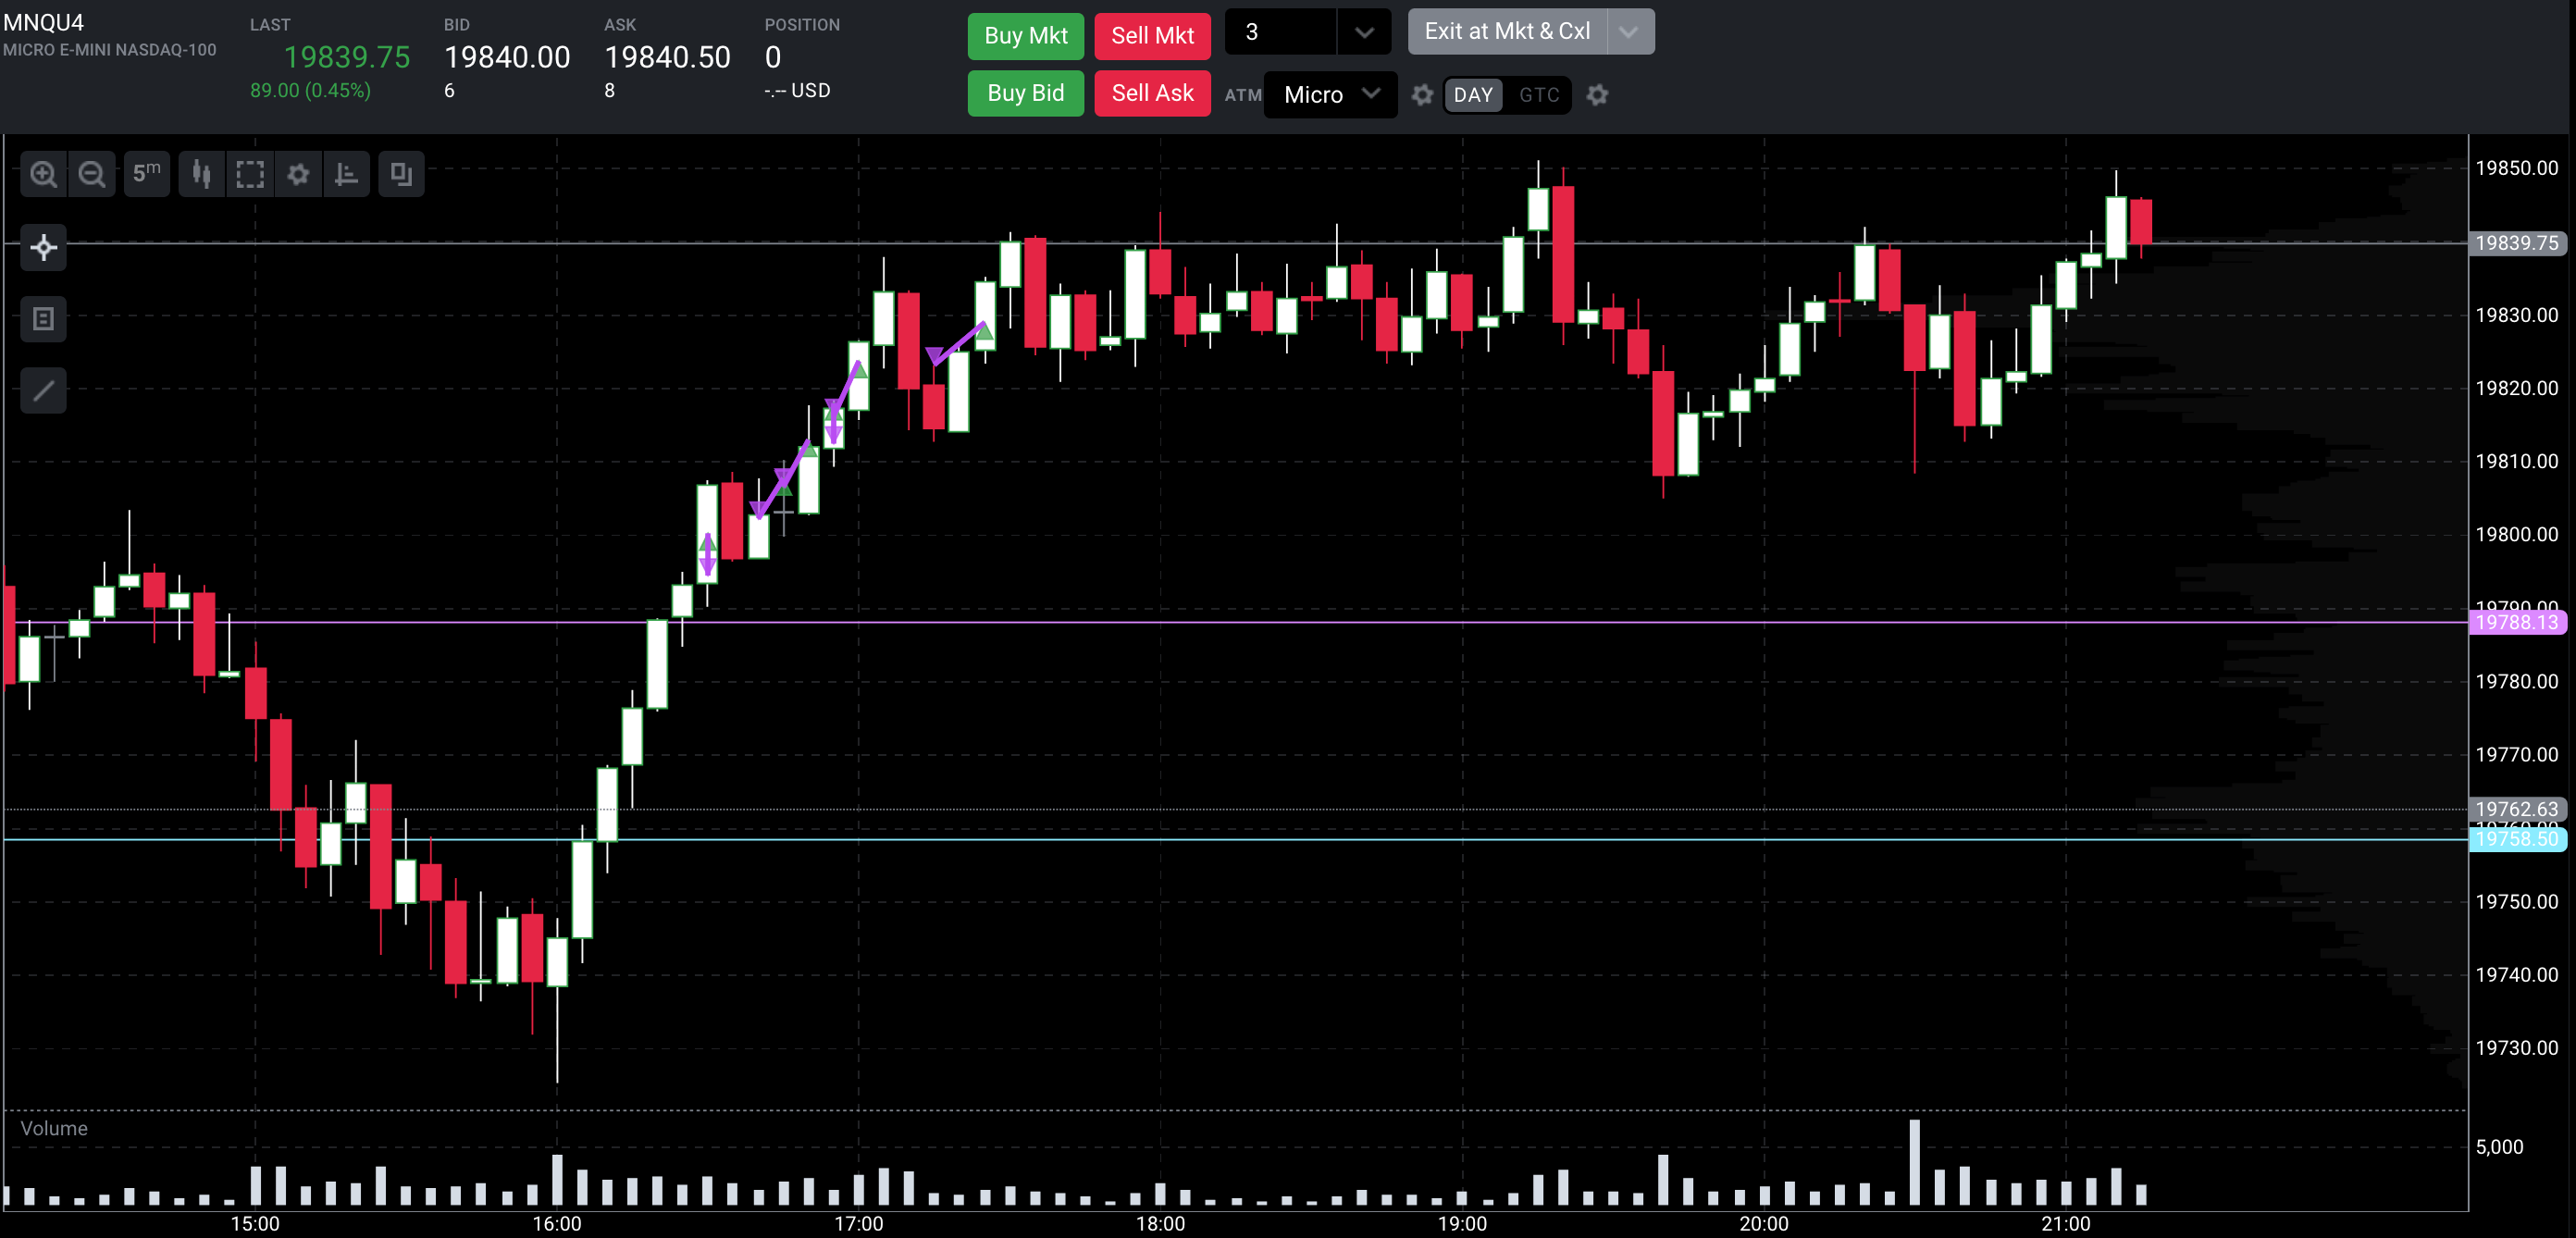 MNQU4
MICRO E-MINI NASDAQ-100
LAST
19839.75
89.00 (0.45%)
BID
19840.00
6
ASK
19840.50
8
POSITION
0
-.-- USD
Buy Mkt
Sell Mkt
3
Exit at Mkt & Cxl
Buy Bid
Sell Ask
ATM
Micro
DAY
GTC
5m
19850.00
19839.75
19830.00
19820.00
19810.00
19800.00
19790.00
19788.13
19780.00
19770.00
19762.63
19758.50
19750.00
19740.00
19730.00
Volume
5,000
15:00
16:00
17:00
18:00
19:00
20:00
21:00